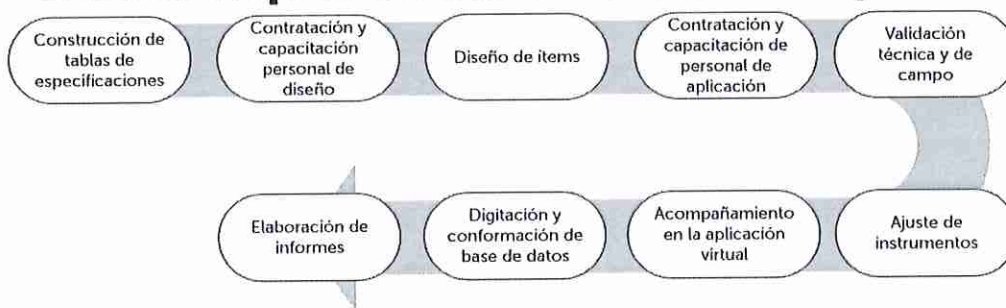 Construcción de
tablas de
especificaciones
Contratación y
capacitación
personal de
diseño
Diseño de ítems
Contratación y
capacitación de
personal de
aplicación
Validación
técnica y de
campo
Ajuste de
instrumentos
Acompañamiento
en la aplicación
virtual
Digitación y
conformación de
base de datos
Elaboración de
informes